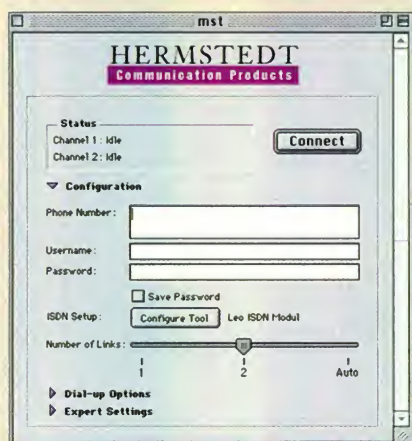 mst
HERMSTEDT
Communication Products
Status
Channel 1 : Idle
Channel 2 : Idle
Connect
Configuration
Phone Number :
Username :
Password :
Save Password
ISDN Setup :
Configure Tool
Leo ISDN Modul
Number of Links :
1
2
Auto
Dial-up Options
Expert Settings